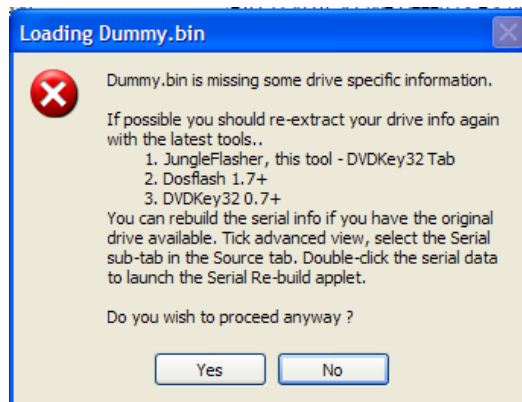 Loading Dummy.bin
Dummy.bin is missing some drive specific information.
If possible you should re-extract your drive info again
with the latest tools..
1. JungleFlasher, this tool - DVDKey32 Tab
2. Dosflash 1.7+
3. DVDKey32 0.7+
You can rebuild the serial info if you have the original
drive available. Tick advanced view, select the Serial
sub-tab in the Source tab. Double-click the serial data
to launch the Serial Re-build applet.
Do you wish to proceed anyway ?
Yes No